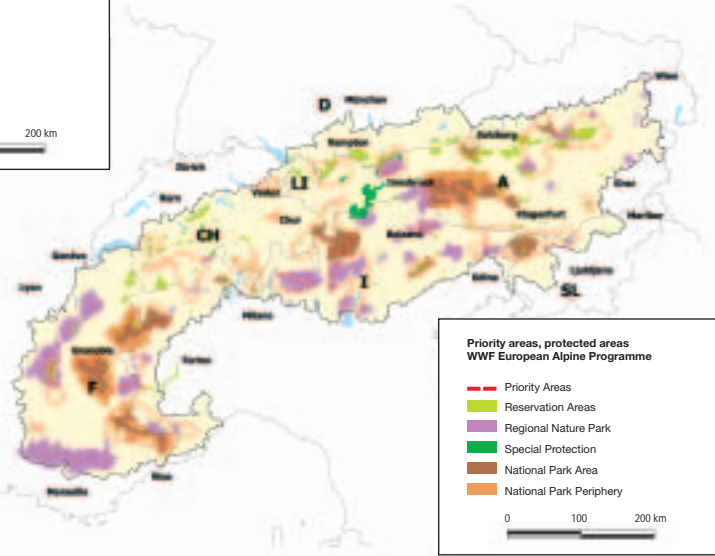 200 km
Wien
D
München
Kempten
Salzburg
Zürich
Innsbruck
A
LI
Vaduz
Graz
Bern
Klagenfurt
Maribor
Chur
CH
Bolzano
Genève
I
Udine
Ljubljana
Lyon
SL
Milano
Grenoble
Torino
F
Nice
Marseille
Priority areas, protected areas
WWF European Alpine Programme
Priority Areas
Reservation Areas
Regional Nature Park
Special Protection
National Park Area
National Park Periphery
0 100 200 km